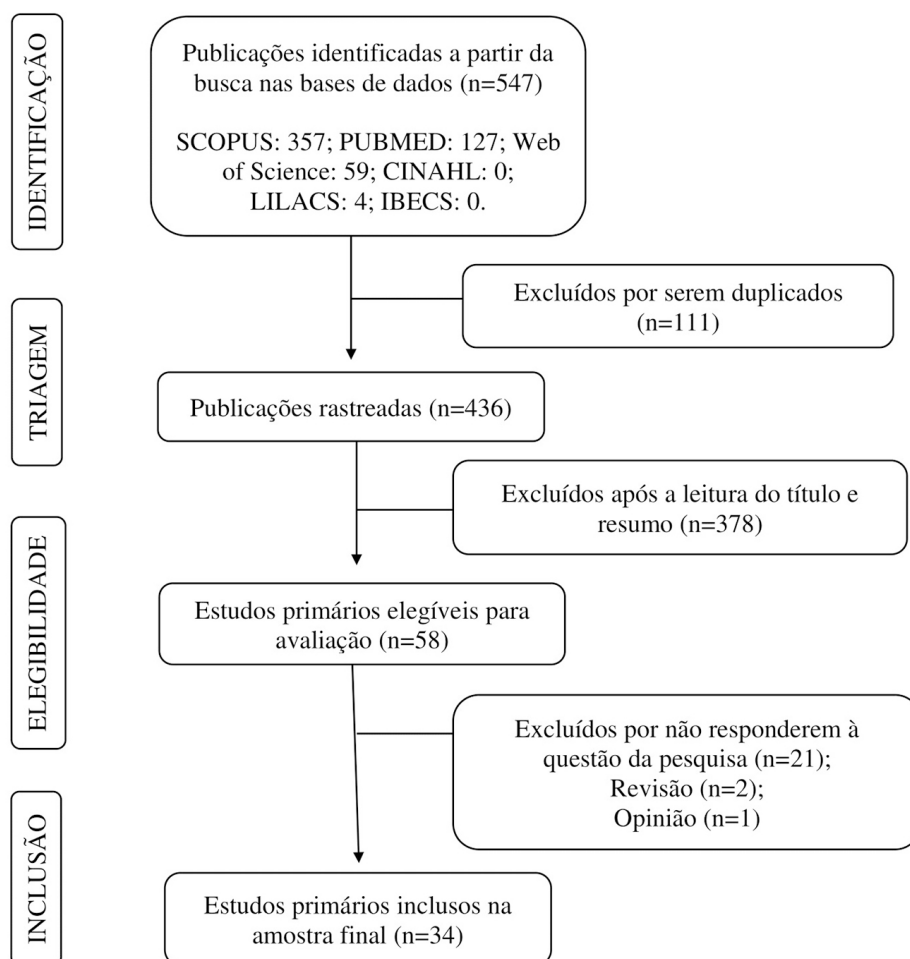 IDENTIFICAÇÃO
Publicações identificadas a partir da
busca nas bases de dados (n=547)
SCOPUS: 357; PUBMED: 127; Web
of Science: 59; CINAHL: 0;
LILACS: 4; IBECS: 0.
Excluídos por serem duplicados
(n=111)
TRIAGEM
Publicações rastreadas (n=436)
Excluídos após a leitura do título e
resumo (n=378)
ELEGIBILIDADE
Estudos primários elegíveis para
avaliação (n=58)
Excluídos por não responderem à
questão da pesquisa (n=21);
Revisão (n=2);
Opinião (n=1)
INCLUSÃO
Estudos primários inclusos na
amostra final (n=34)